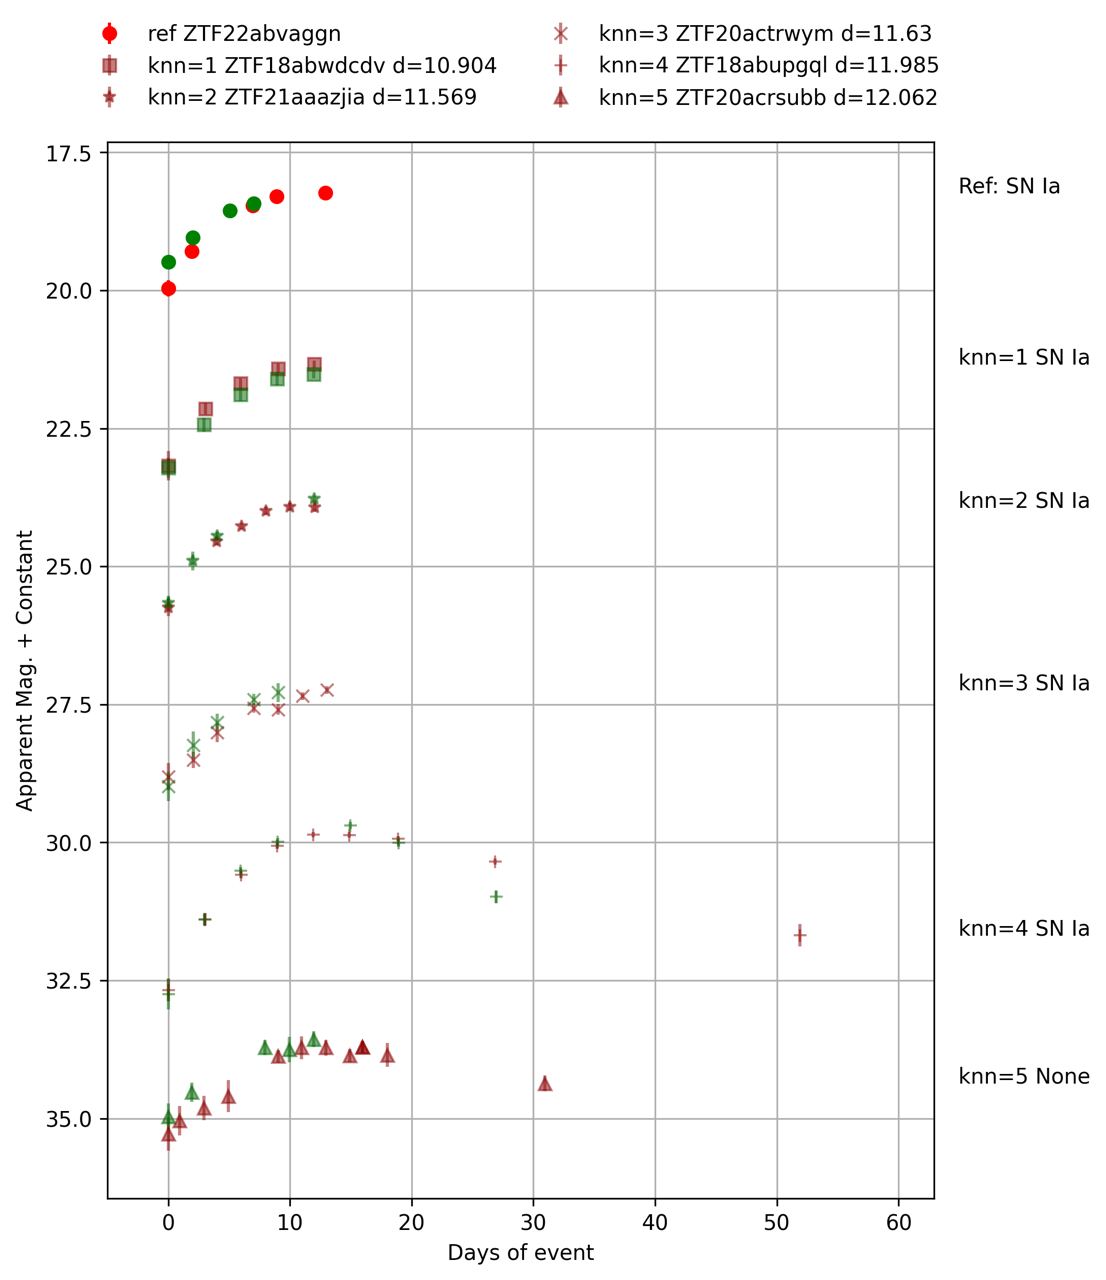 ref ZTF22abvaggn
knn=1 ZTF18abwdcdv d=10.904
knn=2 ZTF21aaazjia d=11.569
knn=3 ZTF20actrwym d=11.63
knn=4 ZTF18abupgql d=11.985
knn=5 ZTF20acrsubb d=12.062
17.5
20.0
22.5
25.0
27.5
30.0
32.5
35.0
Apparent Mag. + Constant
Ref: SN Ia
knn=1 SN Ia
knn=2 SN Ia
knn=3 SN Ia
knn=4 SN Ia
knn=5 None
0 10 20 30 40 50 60
Days of event